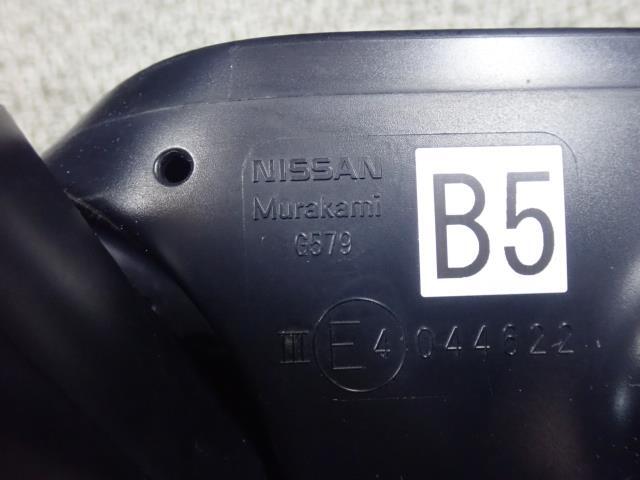 NISSAN
Murakami
G579
B5
III E4 044622